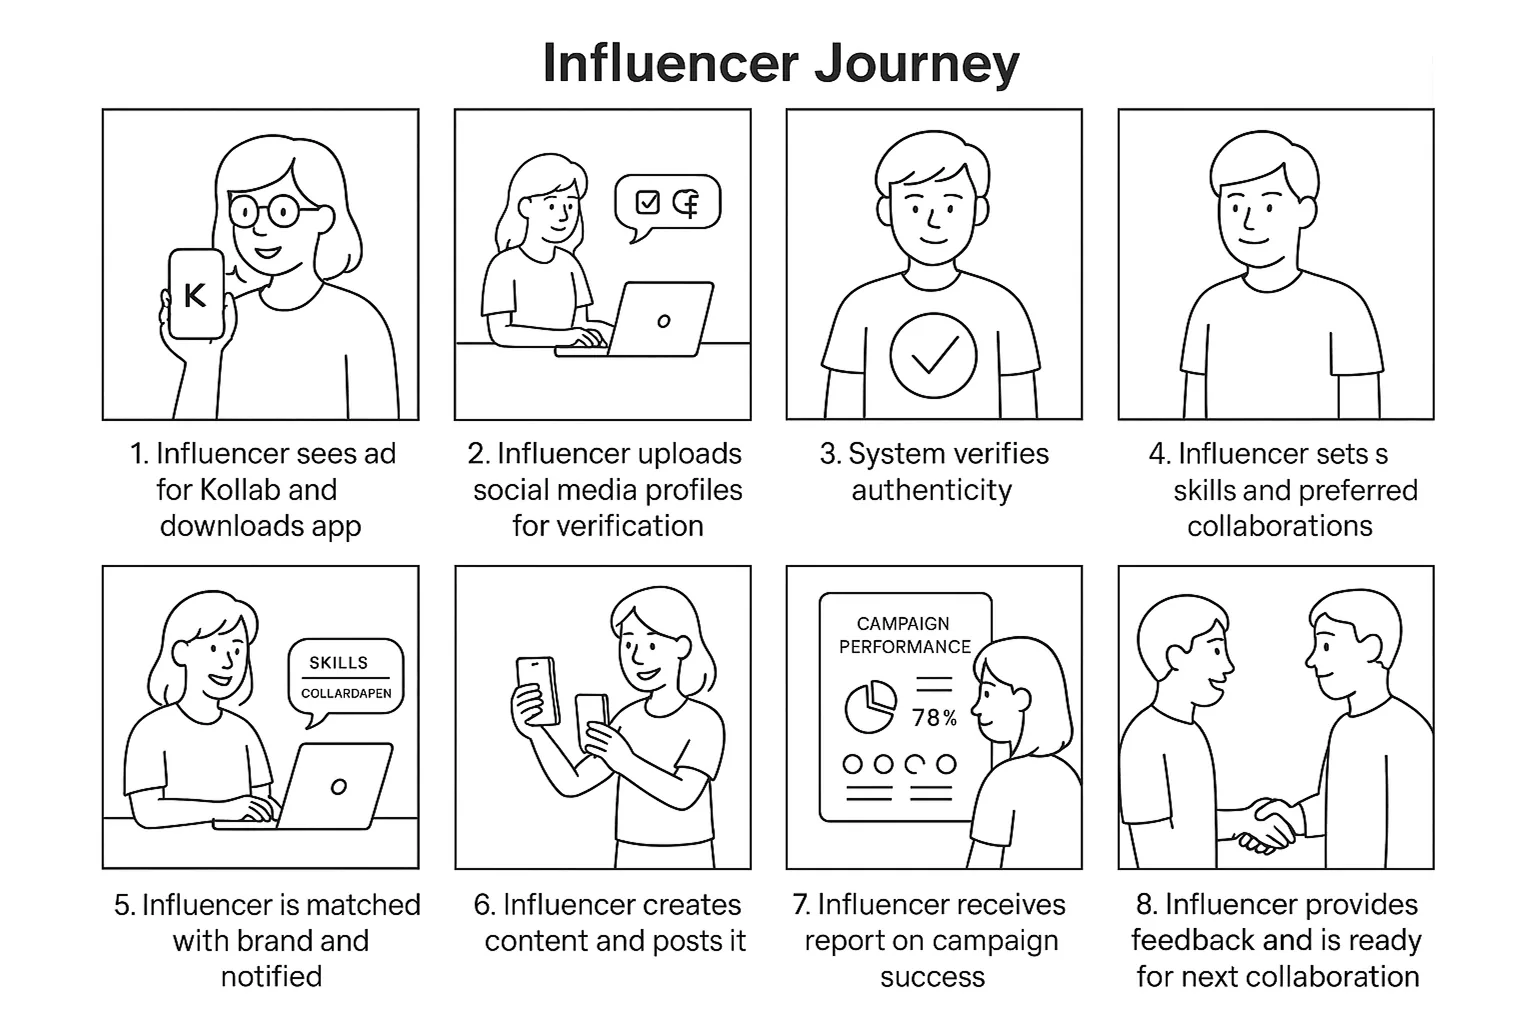 Influencer Journey
K
1. Influencer sees ad
for Kollab and
downloads app
2. Influencer uploads
social media profiles
for verification
3. System verifies
authenticity
4. Influencer sets s
skills and preferred
collaborations
SKILLS
COLLARDAPEN
5. Influencer is matched
with brand and
notified
6. Influencer creates
content and posts it
CAMPAIGN
PERFORMANCE
78%
7. Influencer receives
report on campaign
success
8. Influencer provides
feedback and is ready
for next collaboration